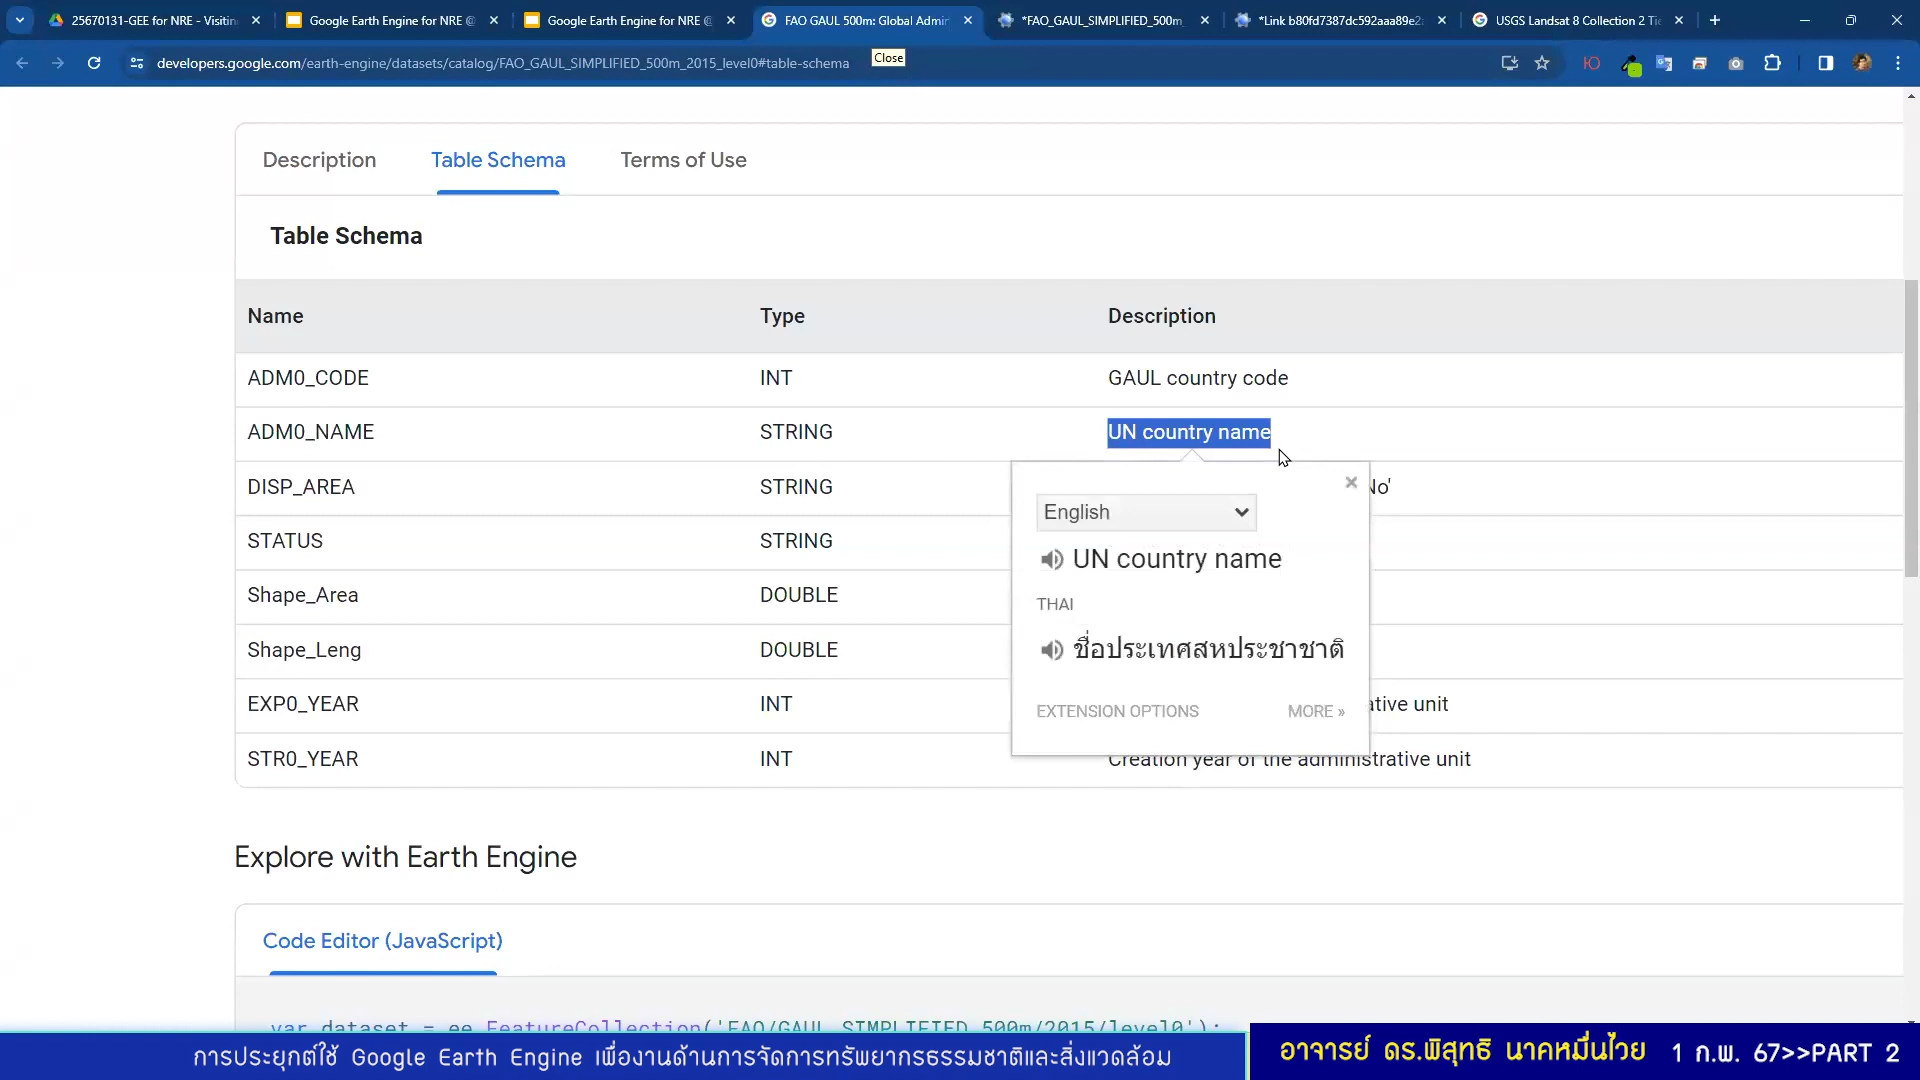 25670131-GEE for NRE - Visitin
Google Earth Engine for NRE @
Google Earth Engine for NRE @
FAO GAUL 500m: Global Admin
*FAO_GAUL_SIMPLIFIED_500m_
*Link b80fd7387dc592aaa89e2
USGS Landsat 8 Collection 2 Tie
developers.google.com/earth-engine/datasets/catalog/FAO_GAUL_SIMPLIFIED_500m_2015_level0#table-schema
Close
Description
Table Schema
Terms of Use
Table Schema
Name
Type
Description
ADM0_CODE
INT
GAUL country code
ADM0_NAME
STRING
UN country name
DISP_AREA
STRING
No'
STATUS
STRING
Shape_Area
DOUBLE
Shape_Leng
DOUBLE
EXP0_YEAR
INT
ative unit
STR0_YEAR
INT
Creation year of the administrative unit
English
UN country name
THAI
ชื่อประเทศสหประชาชาติ
EXTENSION OPTIONS
MORE »
Explore with Earth Engine
Code Editor (JavaScript)
var dataset = ee.FeatureCollection('FAO/GAUL_SIMPLIFIED_500m/2015/level0');
การประยุกต์ใช้ Google Earth Engine เพื่องานด้านการจัดการทรัพยากรธรรมชาติและสิ่งแวดล้อม
อาจารย์ ดร.พิสุทธิ นาคหมื่นไวย
1 ก.พ. 67>>PART 2